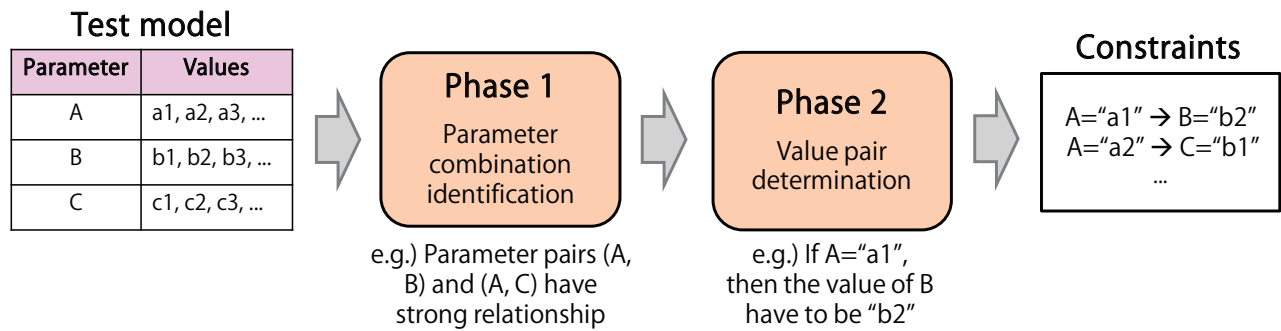 Test model
Parameter Values
A a1, a2, a3, ...
B b1, b2, b3, ...
C c1, c2, c3, ...
Phase 1
Parameter
combination
identification
e.g.) Parameter pairs (A,
B) and (A, C) have
strong relationship
Phase 2
Value pair
determination
e.g.) If A=“a1”,
then the value of B
have to be “b2”
Constraints
A=“a1” → B=“b2”
A=“a2” → C=“b1”
...